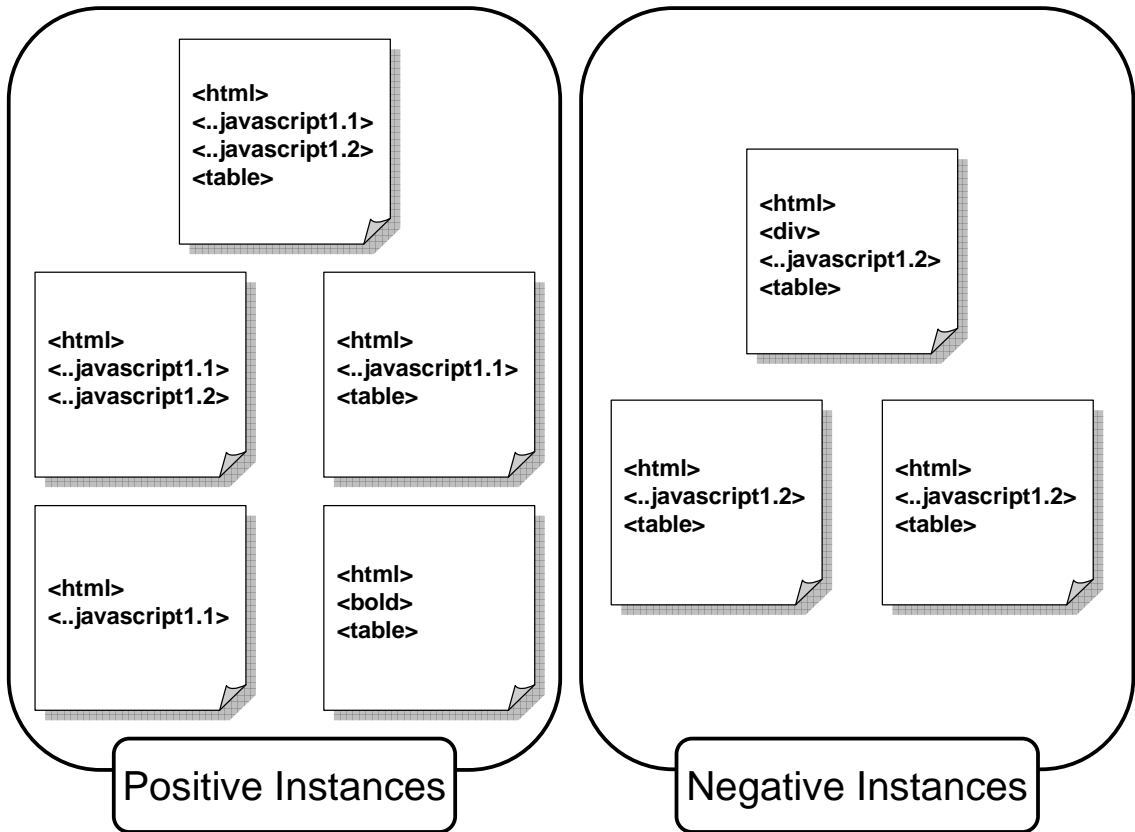 <html>
<..javascript1.1>
<..javascript1.2>
<table>
<html>
<..javascript1.1>
<..javascript1.2>
<html>
<..javascript1.1>
<table>
<html>
<..javascript1.1>
<html>
<bold>
<table>
Positive Instances
<html>
<div>
<..javascript1.2>
<table>
<html>
<..javascript1.2>
<table>
<html>
<..javascript1.2>
<table>
Negative Instances